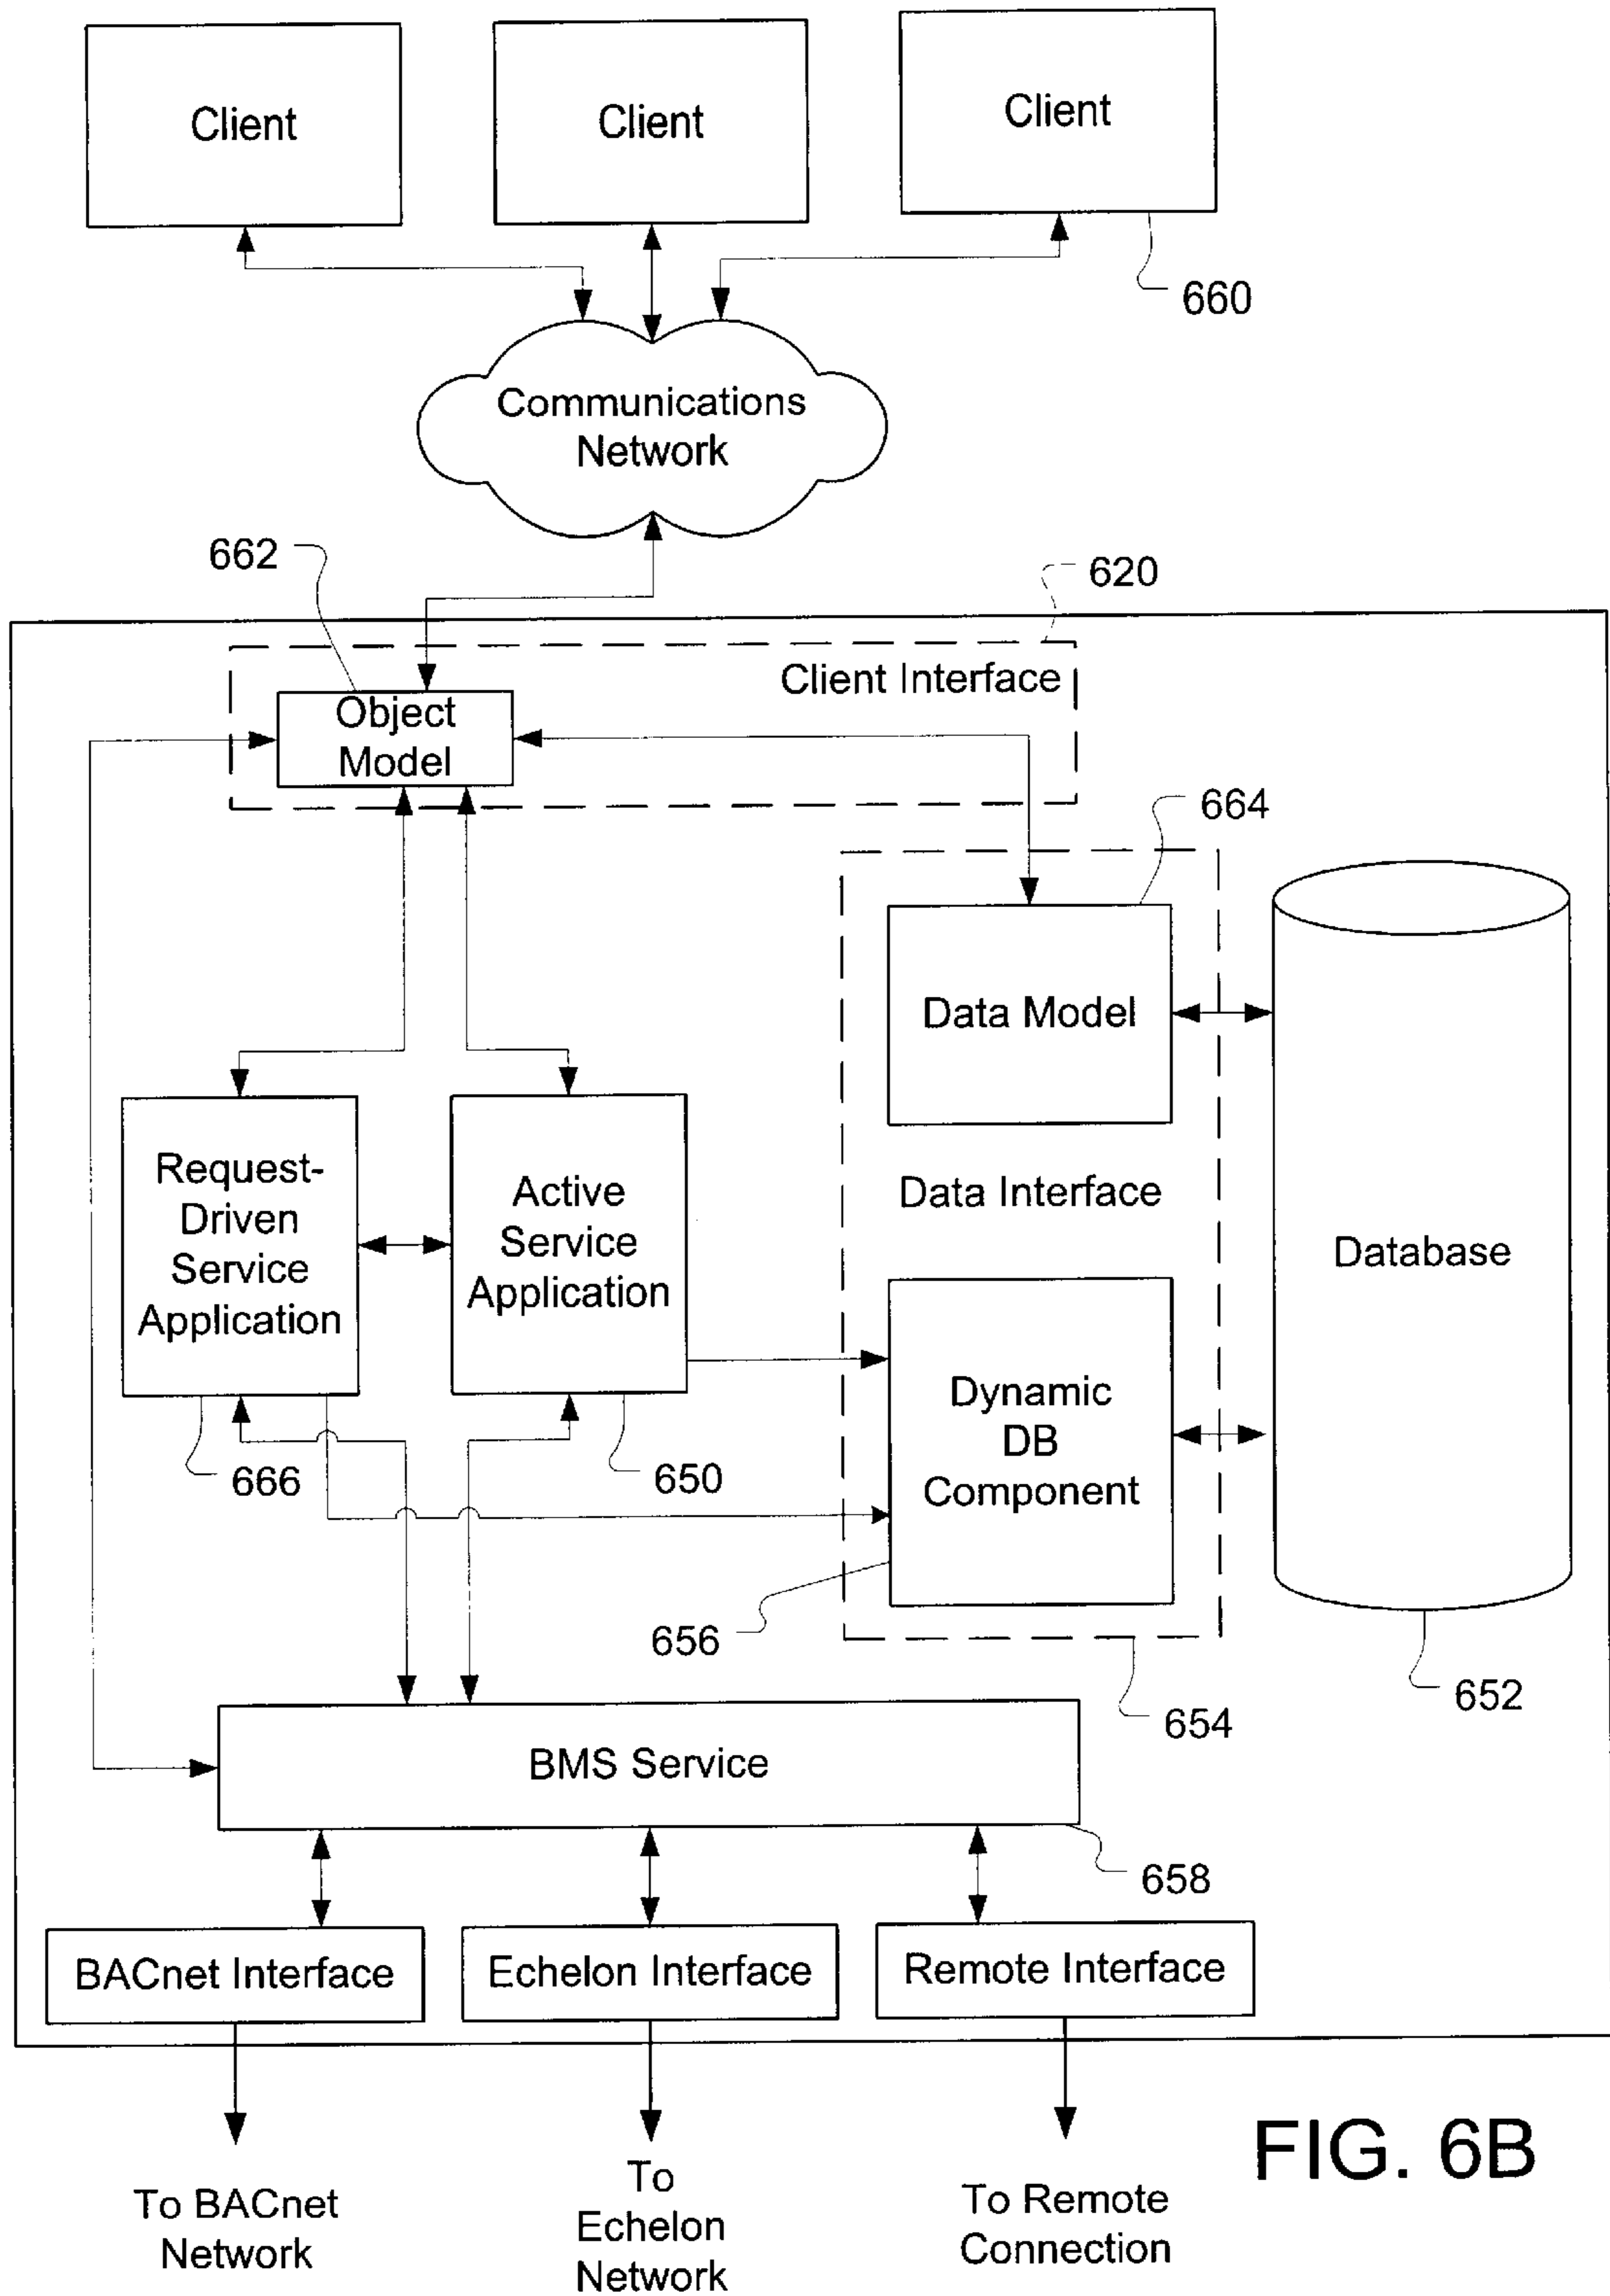 Client
Client
Client
660
Communications
Network
662
620
Client Interface
Object
Model
664
Data Model
Request-
Driven
Service
Application
Active
Service
Application
Data Interface
Database
Dynamic
DB
Component
666
650
656
654
652
BMS Service
658
BACnet Interface
Echelon Interface
Remote Interface
FIG. 6B
To BACnet
Network
To
Echelon
Network
To Remote
Connection